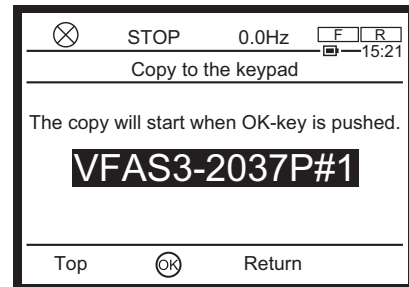 STOP 0.0Hz F R
15:21
Copy to the keypad
The copy will start when OK-key is pushed.
VFAS3-2037P#1
Top OK Return